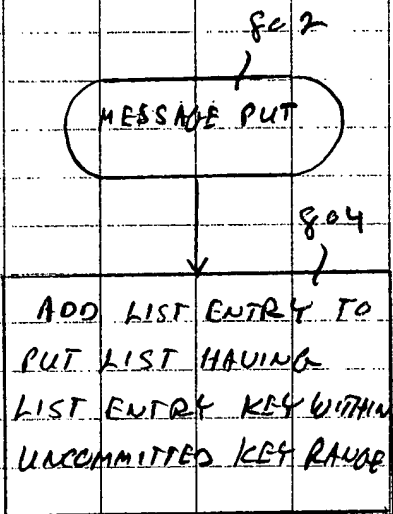 802
MESSAGE PUT
804
ADD LIST ENTRY TO
PUT LIST HAVING
LIST ENTRY KEY WITHIN
UNCOMMITTED KEY RANGE